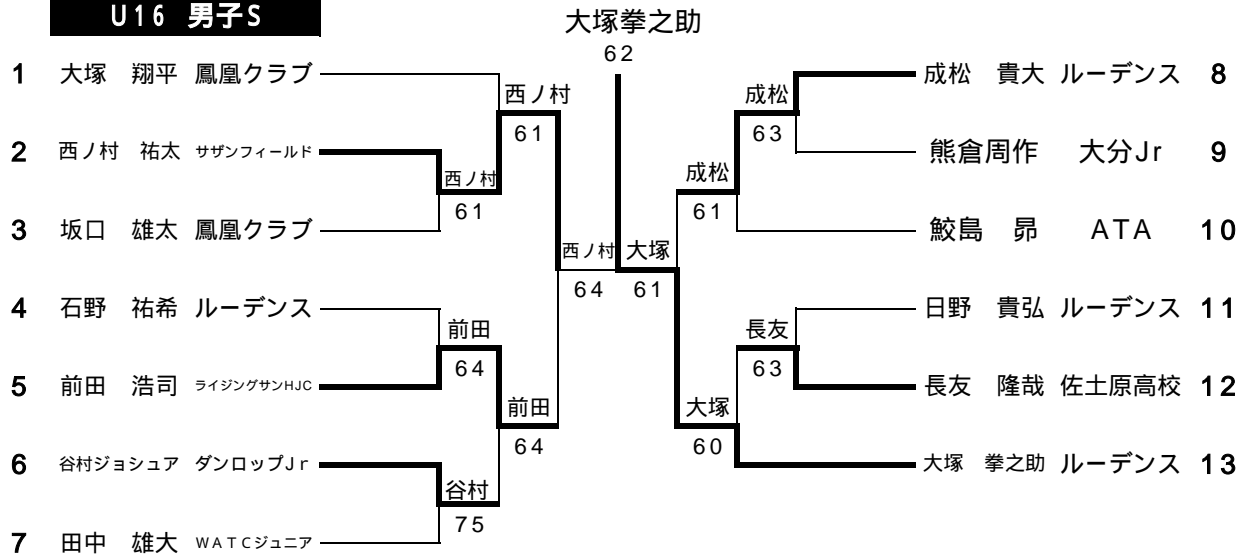 U16 男子S
大塚拳之助
62
1 大塚 翔平 鳳凰クラブ
2 西ノ村 祐太 サザンフィールド
3 坂口 雄太 鳳凰クラブ
4 石野 祐希 ルーデンス
5 前田 浩司 ライジングサンHJC
6 谷村ジョシュア ダンロップJr
7 田中 雄大 WATCジュニア
西ノ村
61
西ノ村
61
前田
64
前田
64
谷村
75
西ノ村
64
大塚
61
成松
63
成松
61
長友
63
大塚
60
成松 貴大 ルーデンス 8
熊倉周作 大分Jr 9
鮫島 昴 ATA 10
日野 貴弘 ルーデンス 11
長友 隆哉 佐土原高校 12
大塚 拳之助 ルーデンス 13